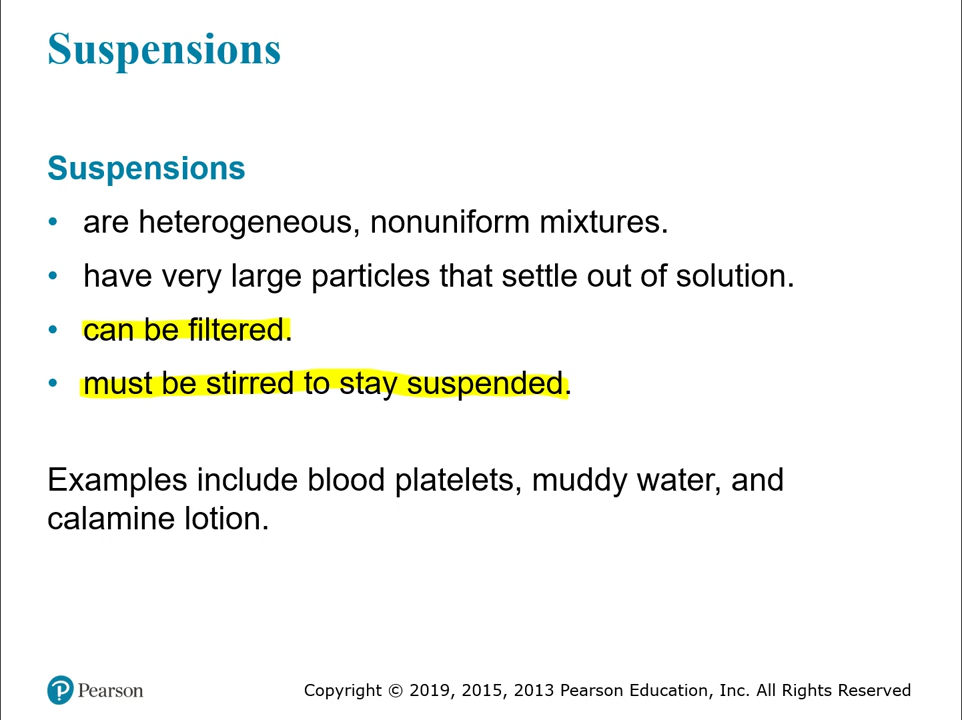 Suspensions
Suspensions
• are heterogeneous, nonuniform mixtures.
• have very large particles that settle out of solution.
• can be filtered.
• must be stirred to stay suspended.
Examples include blood platelets, muddy water, and
calamine lotion.
Pearson
Copyright © 2019, 2015, 2013 Pearson Education, Inc. All Rights Reserved